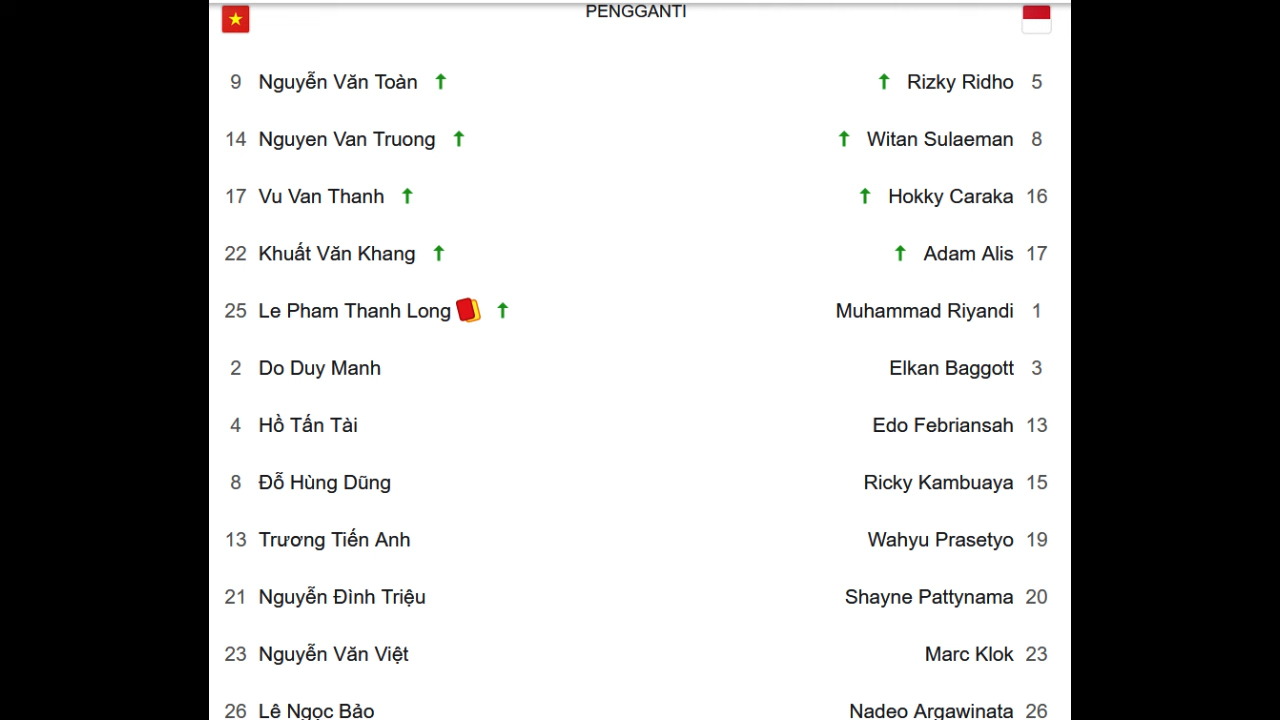 PENGGANTI
9 Nguyễn Văn Toàn Rizky Ridho 5
14 Nguyen Van Truong Witan Sulaeman 8
17 Vu Van Thanh Hokky Caraka 16
22 Khuất Văn Khang Adam Alis 17
25 Le Pham Thanh Long Muhammad Riyandi 1
2 Do Duy Manh Elkan Baggott 3
4 Hồ Tấn Tài Edo Febriansah 13
8 Đỗ Hùng Dũng Ricky Kambuaya 15
13 Trương Tiến Anh Wahyu Prasetyo 19
21 Nguyễn Đình Triệu Shayne Pattynama 20
23 Nguyễn Văn Việt Marc Klok 23
26 Lê Ngọc Bảo Nadeo Argawinata 26